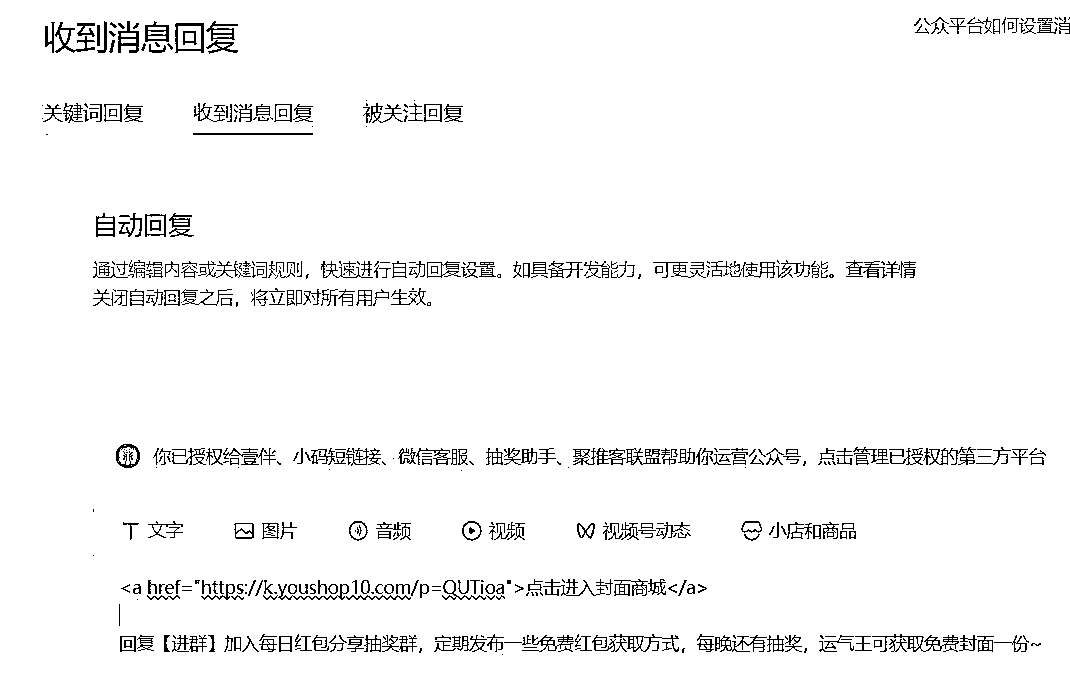 收到消息回复
公众平台如何设置消
关键词回复 收到消息回复 被关注回复
自动回复
通过编辑内容或关键词规则，快速进行自动回复设置。如具备开发能力，可更灵活地使用该功能。查看详情
关闭自动回复之后，将立即对所有用户生效。
你已授权给壹伴、小码短链接、微信客服、抽奖助手、聚推客联盟帮助你运营公众号，点击管理已授权的第三方平台
文字 图片 音频 视频 视频号动态 小店和商品
<a href="https://k.youshop10.com/p=QUTioa">点击进入封面商城</a>
回复【进群】加入每日红包分享抽奖群，定期发布一些免费红包获取方式，每晚还有抽奖，运气王可获取免费封面一份~